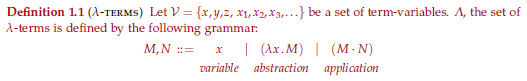 Definition 1.1 (λ-TERMS) Let 𝒱 = {x,y,z, x₁,x₂,x₃,...} be a set of term-variables. Λ, the set of
λ-terms is defined by the following grammar:
M,N ::= x | (λx.M) | (M·N)
variable abstraction application